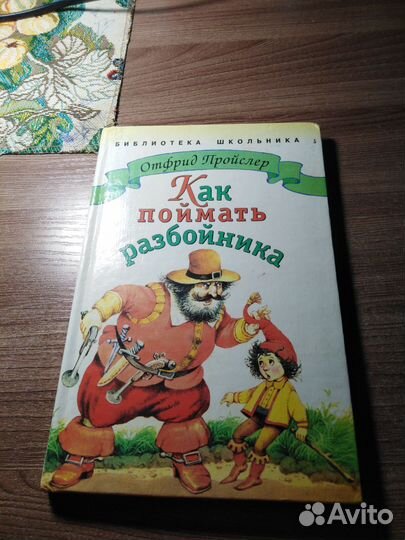 БИБЛИОТЕКА ШКОЛЬНИКА
Отфрид Пройслер
Как
поймать
разбойника
Avito